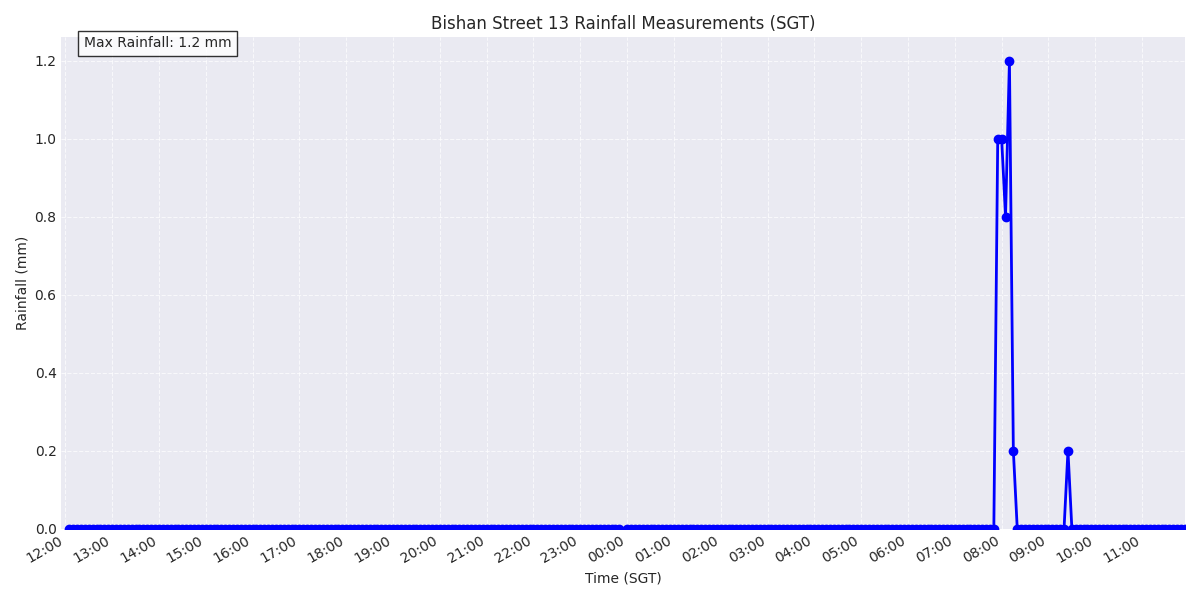 Bishan Street 13 Rainfall Measurements (SGT)
Max Rainfall: 1.2 mm
Rainfall (mm)
1.2
1.0
0.8
0.6
0.4
0.2
0.0
12:00 13:00 14:00 15:00 16:00 17:00 18:00 19:00 20:00 21:00 22:00 23:00 00:00 01:00 02:00 03:00 04:00 05:00 06:00 07:00 08:00 09:00 10:00 11:00
Time (SGT)